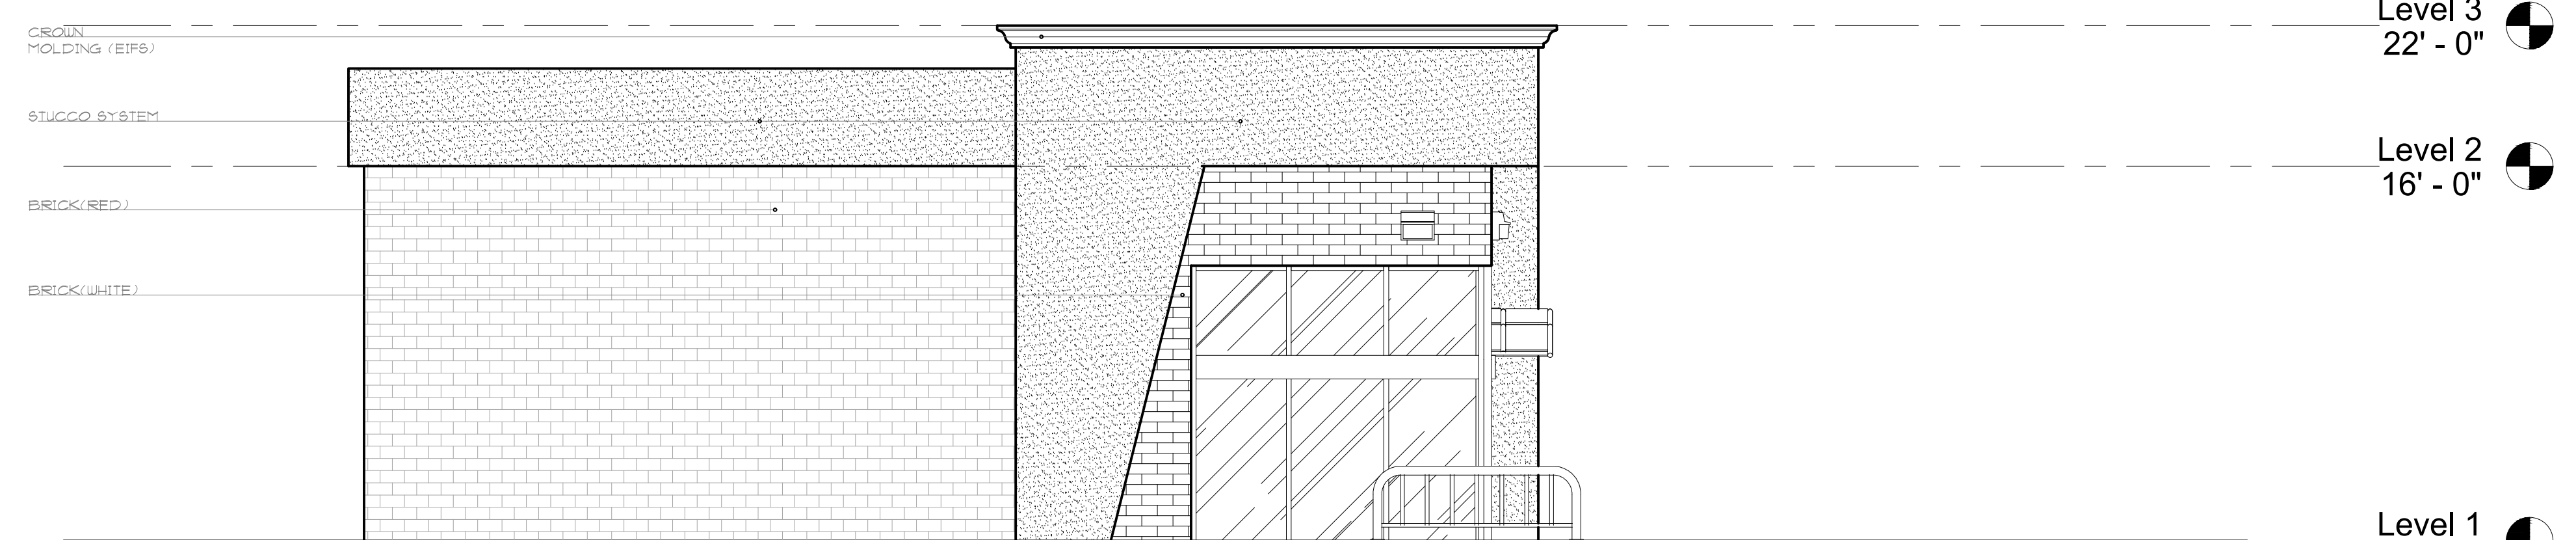 CROWN
MOLDING (EIFS)
STUCCO SYSTEM
BRICK(RED)
BRICK(WHITE)
Level 3
22' - 0"
Level 2
16' - 0"
Level 1